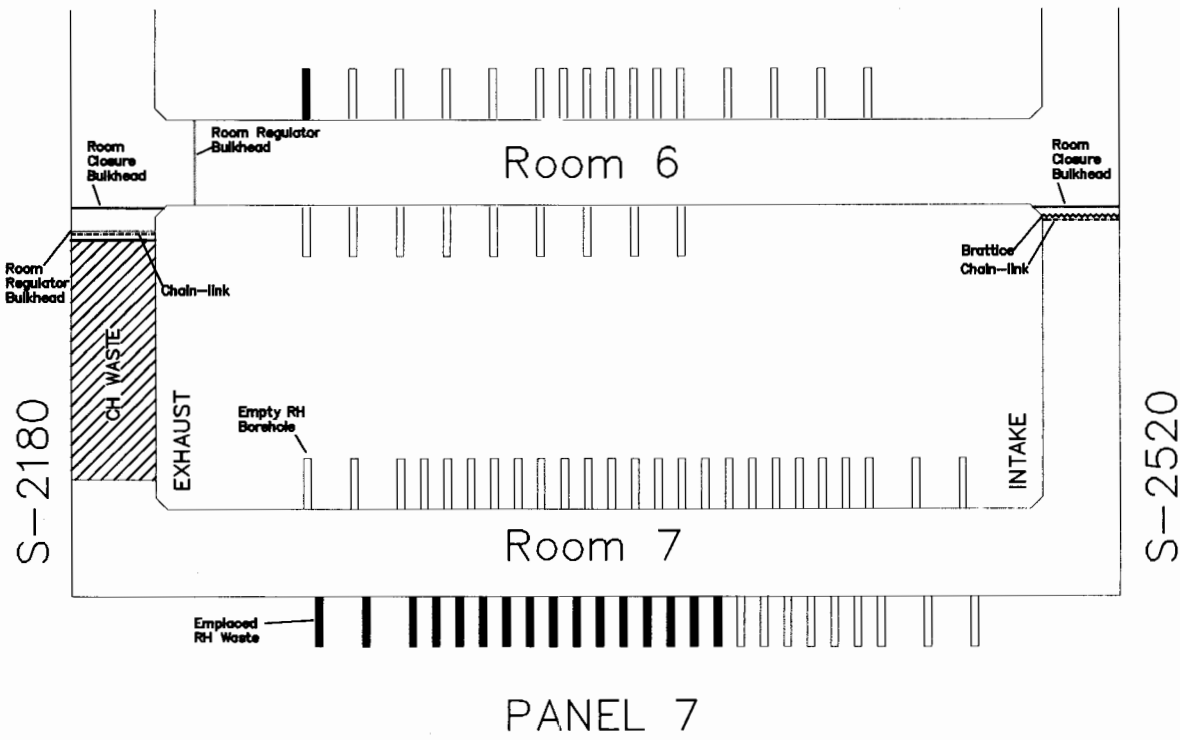 Room Regulator
Bulkhead
Room 6
Room
Closure
Bulkhead
Room
Closure
Bulkhead
Brattice
Chain-link
Room
Regulator
Bulkhead
Chain-link
CH WASTE
EXHAUST
S-2180
Empty RH
Borehole
INTAKE
S-2520
Room 7
Emplaced
RH Waste
PANEL 7